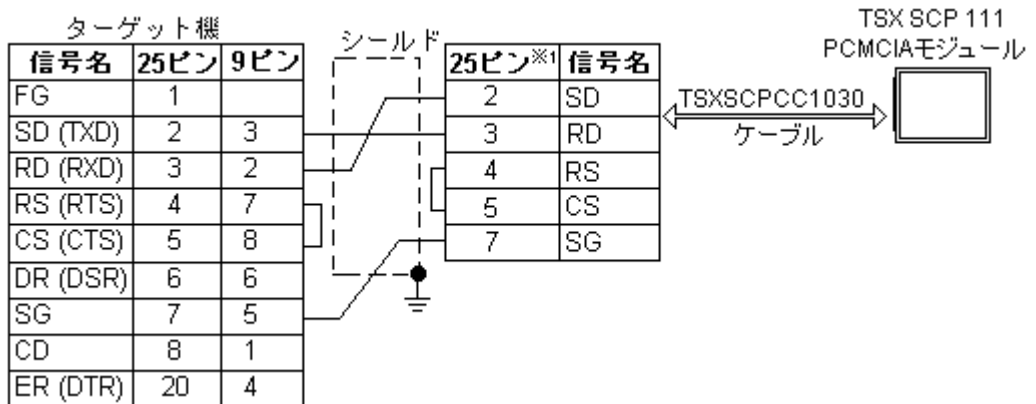 ターゲット機
シールド
TSX SCP 111
PCMCIAモジュール
信号名 25ピン 9ピン
25ピン※1 信号名
FG 1
2 SD
TSXSCPCC1030
ケーブル
SD (TXD) 2 3
3 RD
RD (RXD) 3 2
4 RS
RS (RTS) 4 7
5 CS
CS (CTS) 5 8
7 SG
DR (DSR) 6 6
SG 7 5
CD 8 1
ER (DTR) 20 4